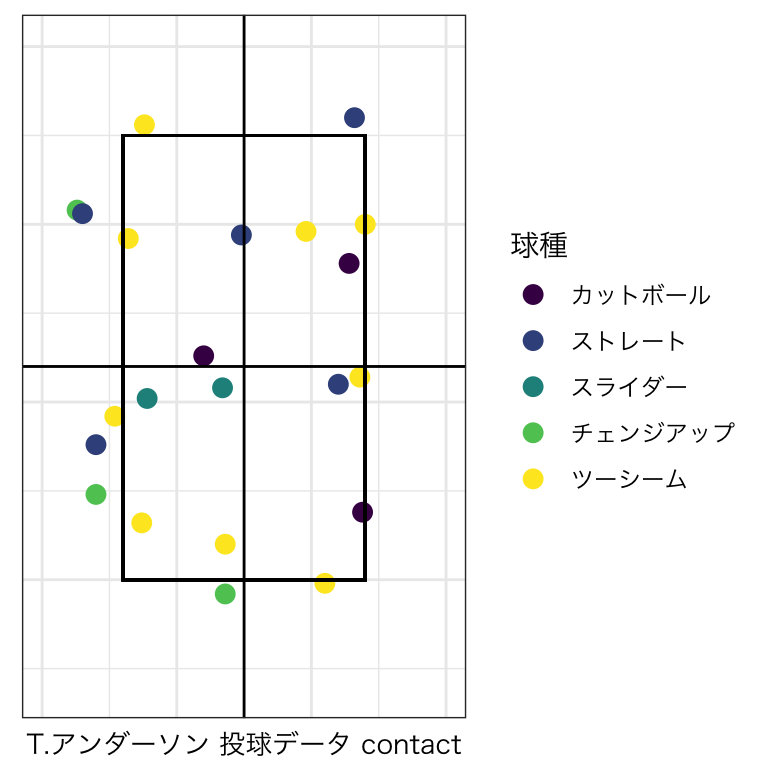 球種
カットボール
ストレート
スライダー
チェンジアップ
ツーシーム
T.アンダーソン 投球データ contact